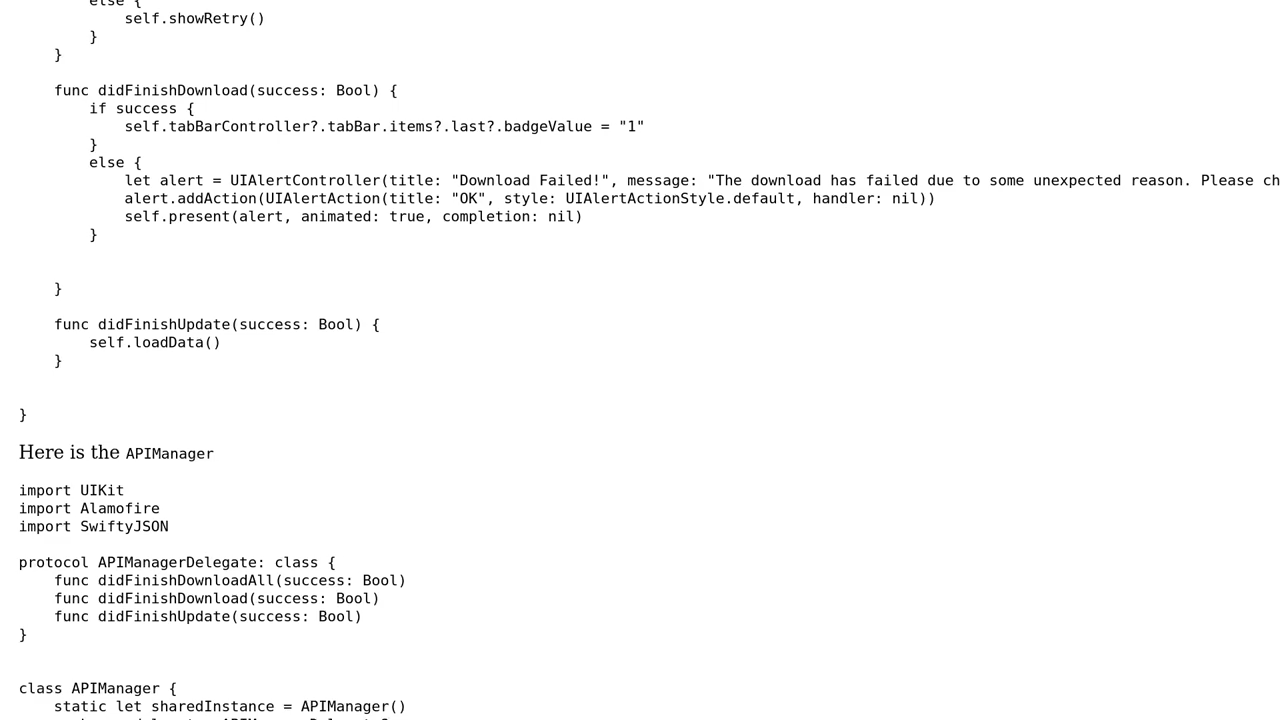 else {
            self.showRetry()
        }
    }

    func didFinishDownload(success: Bool) {
        if success {
            self.tabBarController?.tabBar.items?.last?.badgeValue = "1"
        }
        else {
            let alert = UIAlertController(title: "Download Failed!", message: "The download has failed due to some unexpected reason. Please ch
            alert.addAction(UIAlertAction(title: "OK", style: UIAlertActionStyle.default, handler: nil))
            self.present(alert, animated: true, completion: nil)
        }


    }

    func didFinishUpdate(success: Bool) {
        self.loadData()
    }


}
Here is the APIManager
import UIKit
import Alamofire
import SwiftyJSON

protocol APIManagerDelegate: class {
    func didFinishDownloadAll(success: Bool)
    func didFinishDownload(success: Bool)
    func didFinishUpdate(success: Bool)
}


class APIManager {
    static let sharedInstance = APIManager()